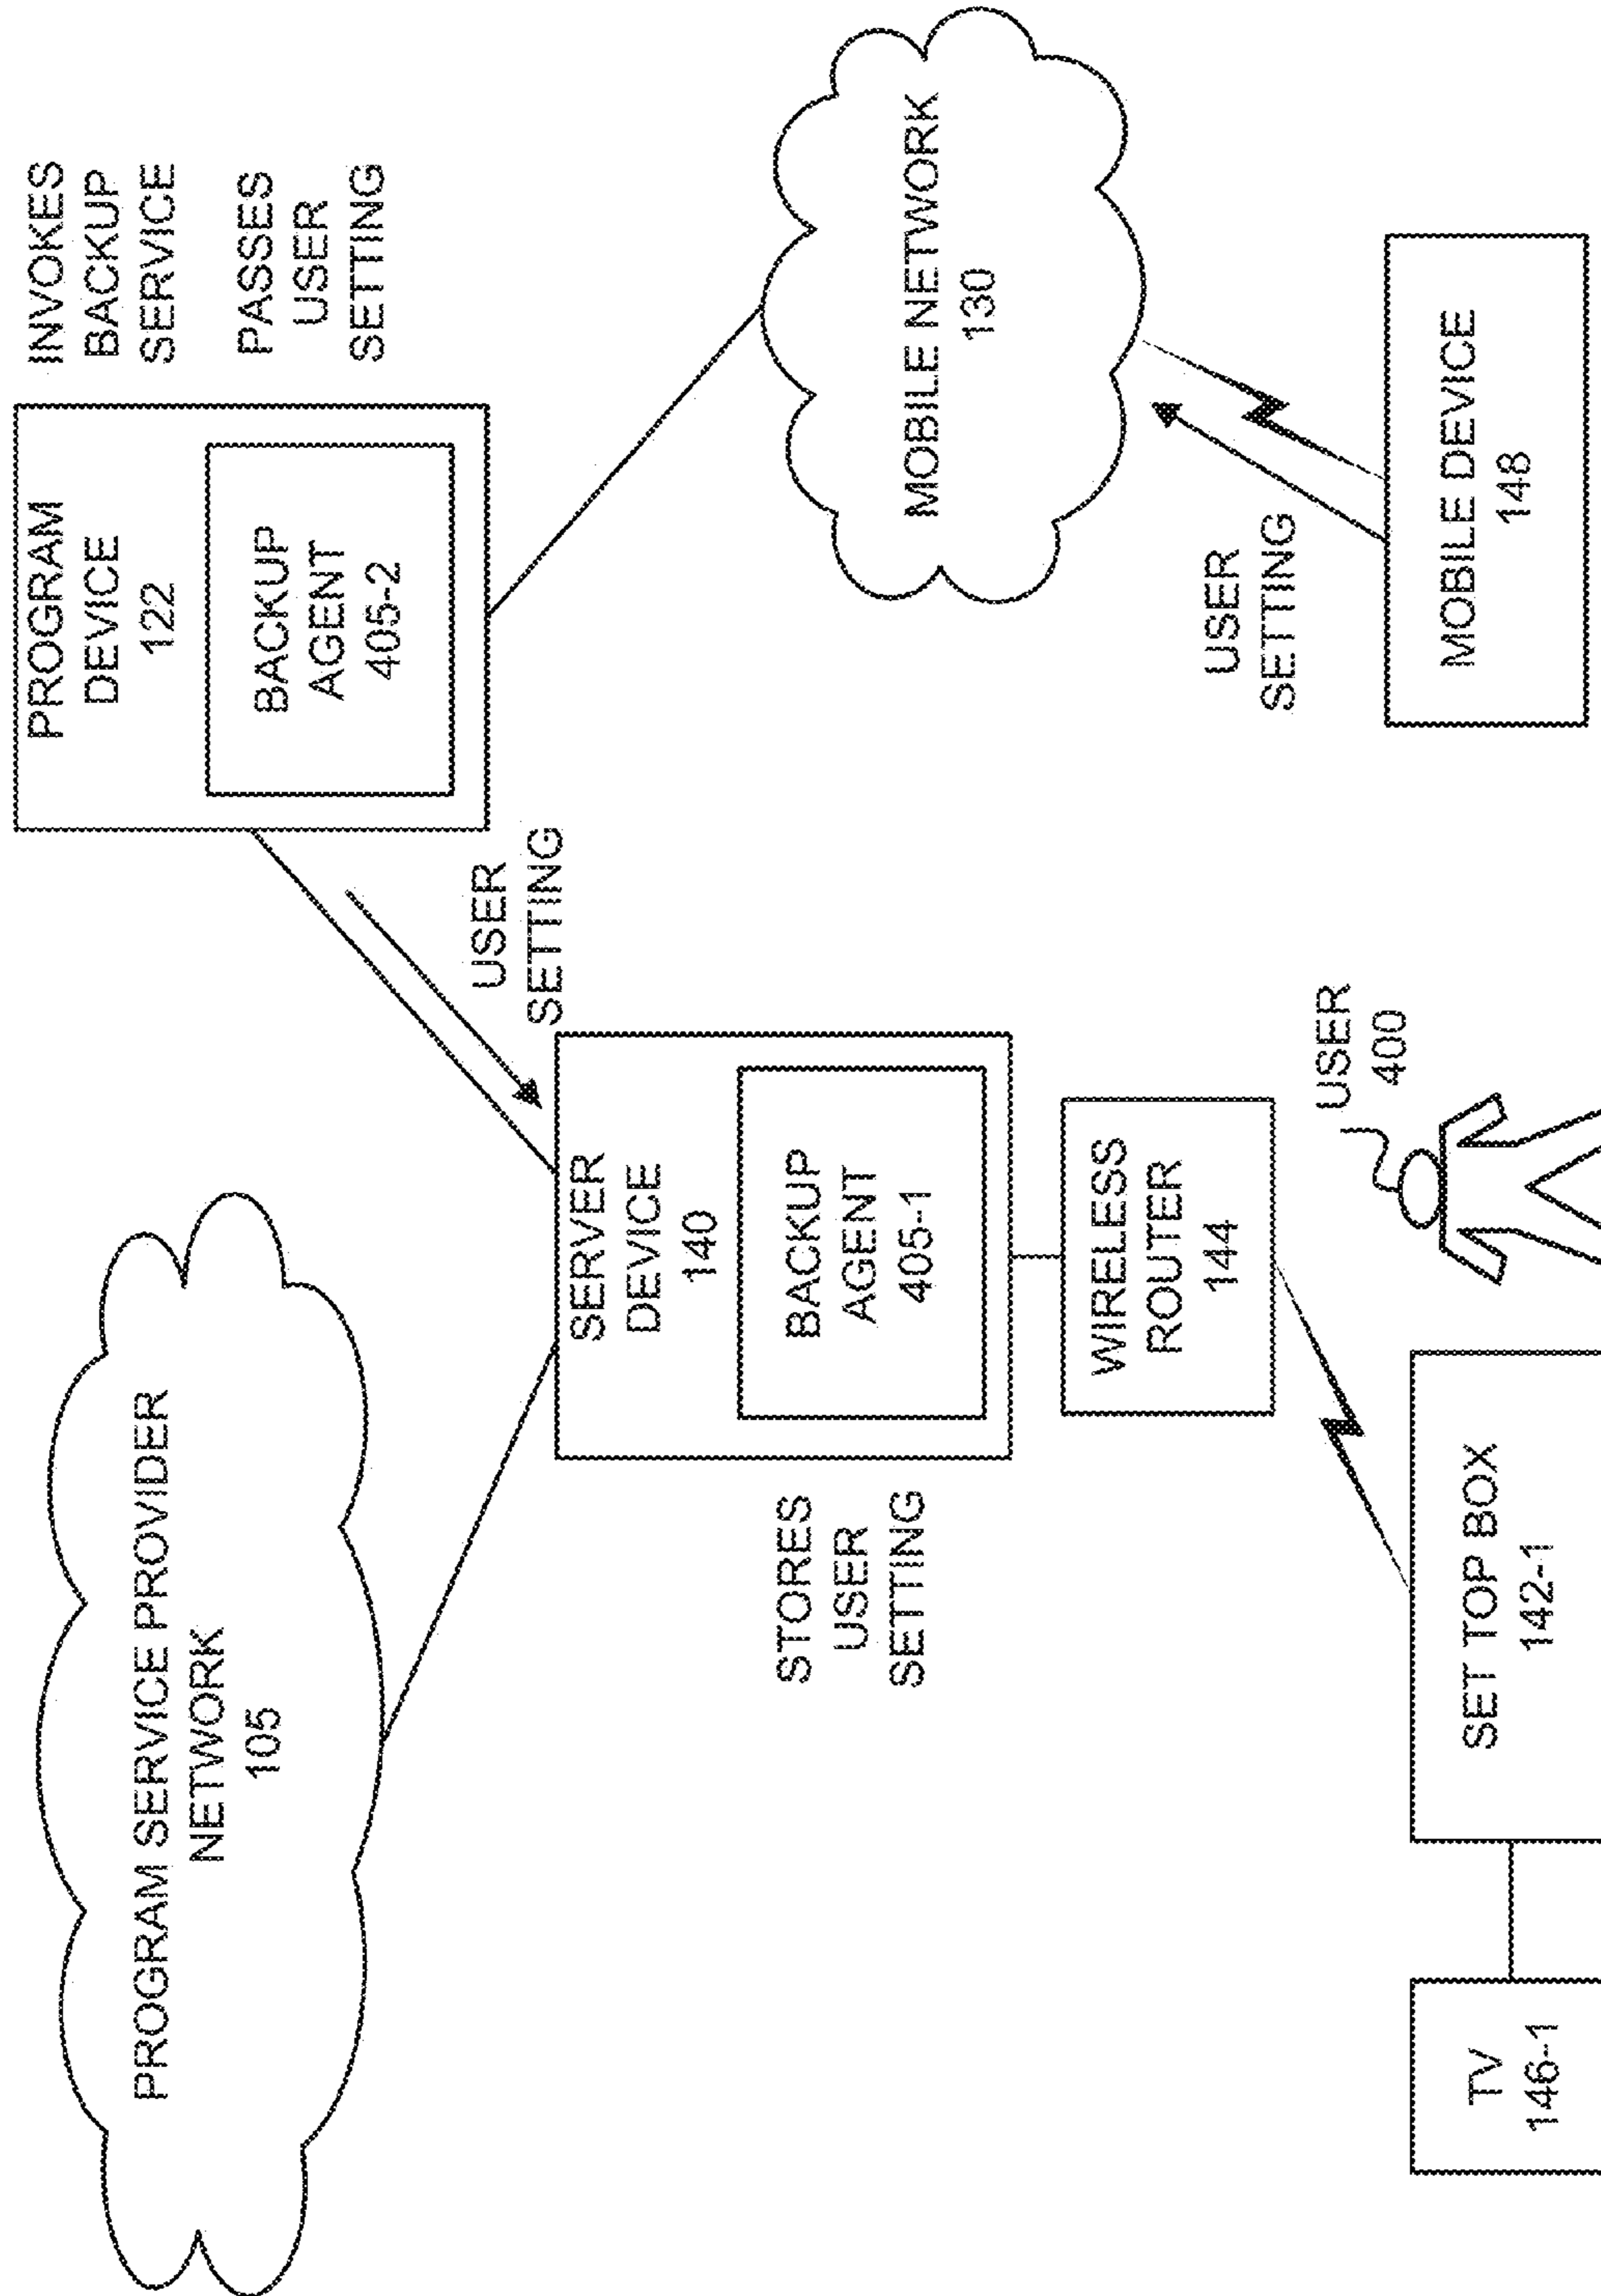 PROGRAM SERVICE PROVIDER
NETWORK
105
PROGRAM
DEVICE
122
BACKUP
AGENT
405-2
INVOKES
BACKUP
SERVICE
PASSES
USER
SETTING
USER
SETTING
SERVER
DEVICE
140
BACKUP
AGENT
405-1
STORES
USER
SETTING
MOBILE NETWORK
130
WIRELESS
ROUTER
144
USER
SETTING
USER
400
TV
146-1
SET TOP BOX
142-1
MOBILE DEVICE
148